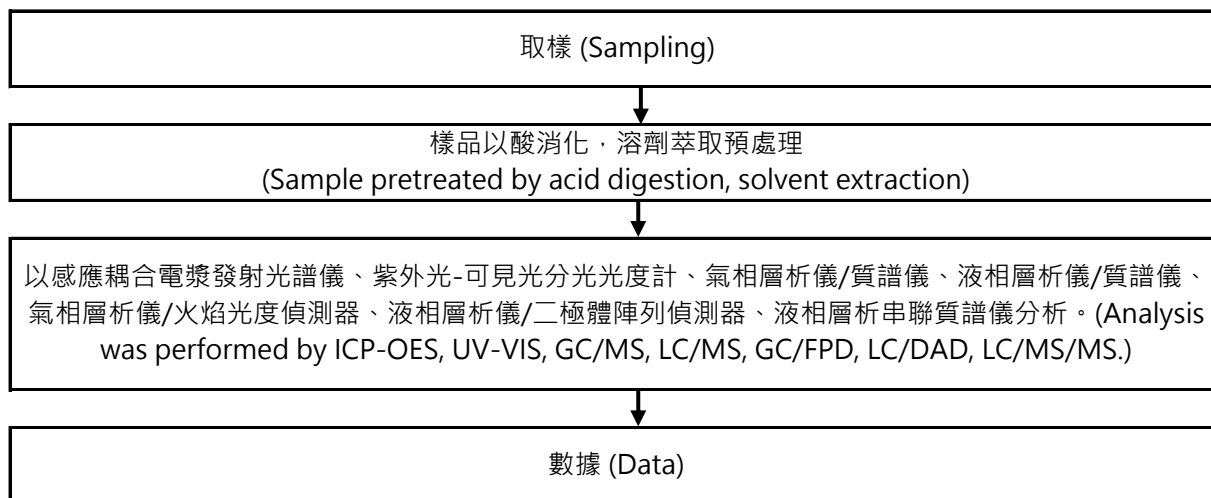 取樣 (Sampling)
樣品以酸消化，溶劑萃取預處理
(Sample pretreated by acid digestion, solvent extraction)
以感應耦合電漿發射光譜儀、紫外光-可見光分光光度計、氣相層析儀/質譜儀、液相層析儀/質譜儀、
氣相層析儀/火焰光度偵測器、液相層析儀/二極體陣列偵測器、液相層析串聯質譜儀分析。(Analysis
was performed by ICP-OES, UV-VIS, GC/MS, LC/MS, GC/FPD, LC/DAD, LC/MS/MS.)
數據 (Data)